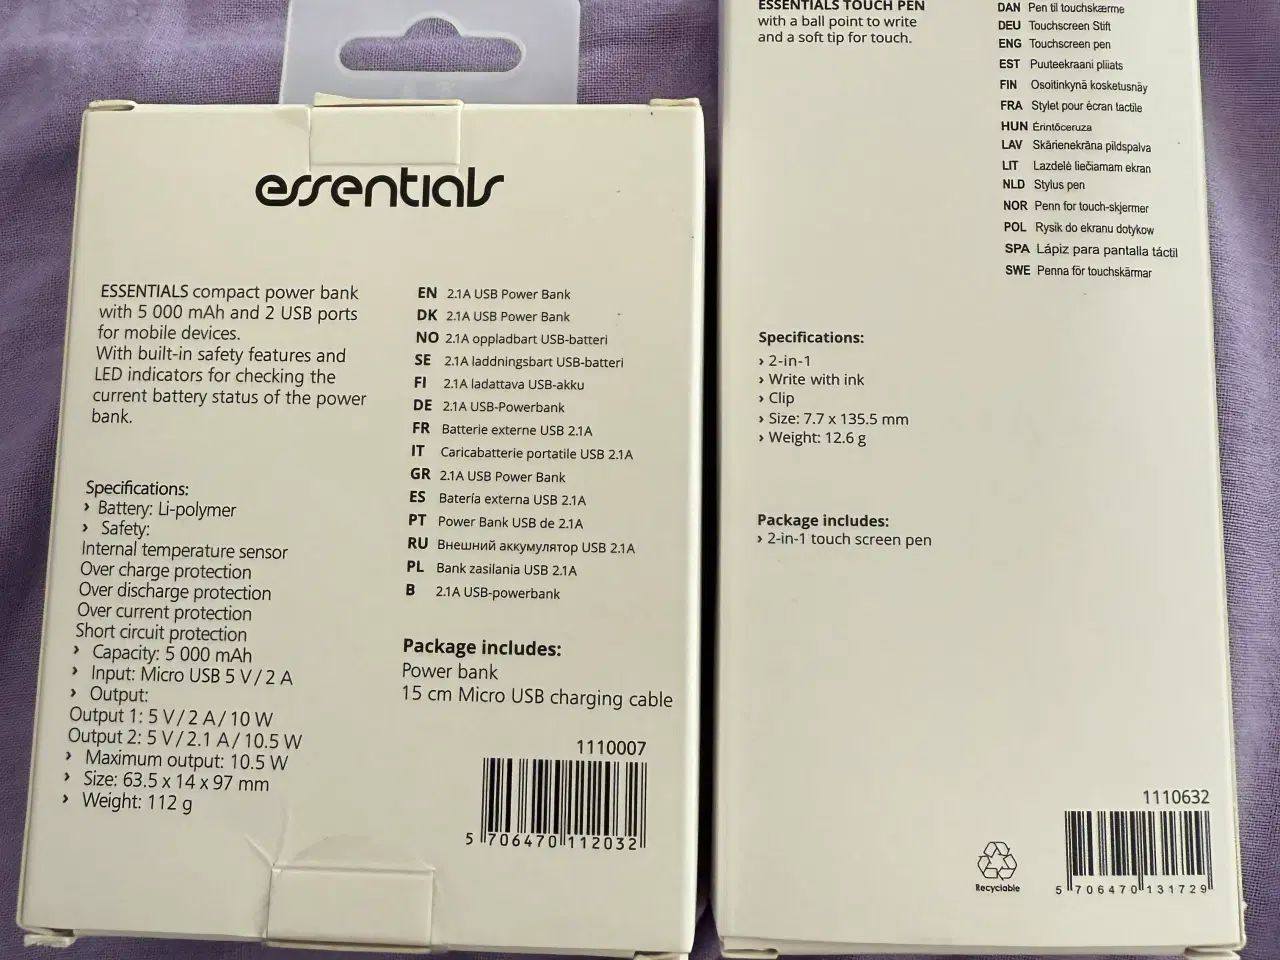 essentials
ESSENTIALS compact power bank
with 5 000 mAh and 2 USB ports
for mobile devices.
With built-in safety features and
LED indicators for checking the
current battery status of the power
bank.
Specifications:
› Battery: Li-polymer
› Safety:
Internal temperature sensor
Over charge protection
Over discharge protection
Over current protection
Short circuit protection
› Capacity: 5 000 mAh
› Input: Micro USB 5 V / 2 A
› Output:
Output 1: 5 V / 2 A / 10 W
Output 2: 5 V / 2.1 A / 10.5 W
› Maximum output: 10.5 W
› Size: 63.5 x 14 x 97 mm
› Weight: 112 g
EN 2.1A USB Power Bank
DK 2.1A USB Power Bank
NO 2.1A oppladbart USB-batteri
SE 2.1A laddningsbart USB-batteri
FI 2.1A ladattava USB-akku
DE 2.1A USB-Powerbank
FR Batterie externe USB 2.1A
IT Caricabatterie portatile USB 2.1A
GR 2.1A USB Power Bank
ES Batería externa USB 2.1A
PT Power Bank USB de 2.1A
RU Внешний аккумулятор USB 2.1A
PL Bank zasilania USB 2.1A
B 2.1A USB-powerbank
Package includes:
Power bank
15 cm Micro USB charging cable
1110007
5 706470 112032
ESSENTIALS TOUCH PEN
with a ball point to write
and a soft tip for touch.
DAN Pen til touchskærme
DEU Touchscreen Stift
ENG Touchscreen pen
EST Puuteekraani pliiats
FIN Osoitinkynä kosketusnäy
FRA Stylet pour écran tactile
HUN Érintőceruza
LAV Skārienekrāna pildspalva
LIT Lazdelė liečiamam ekran
NLD Stylus pen
NOR Penn for touch-skjermer
POL Rysik do ekranu dotykow
SPA Lápiz para pantalla táctil
SWE Penna för touchskärmar
Specifications:
› 2-in-1
› Write with ink
› Clip
› Size: 7.7 x 135.5 mm
› Weight: 12.6 g
Package includes:
› 2-in-1 touch screen pen
1110632
Recyclable
5 706470 131729